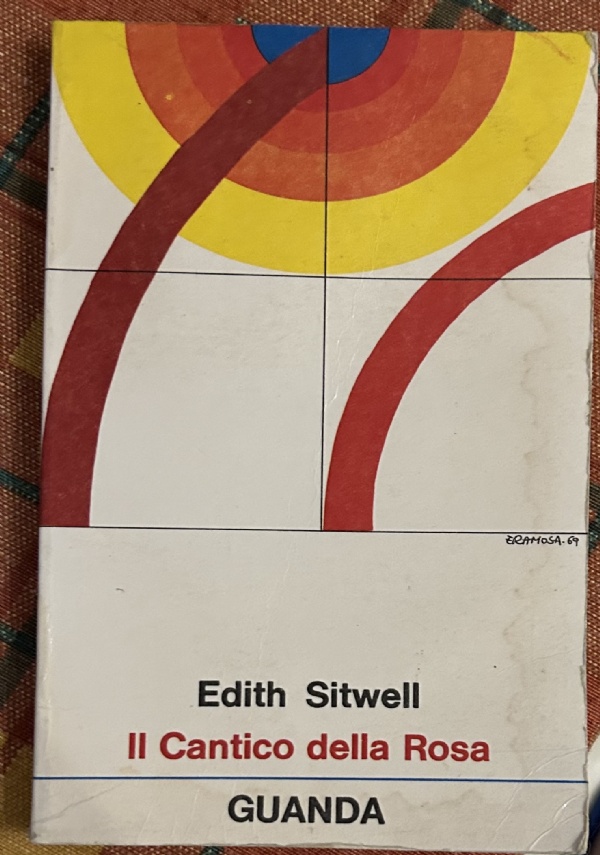 ERAMOSA.69
Edith Sitwell
Il Cantico della Rosa
GUANDA